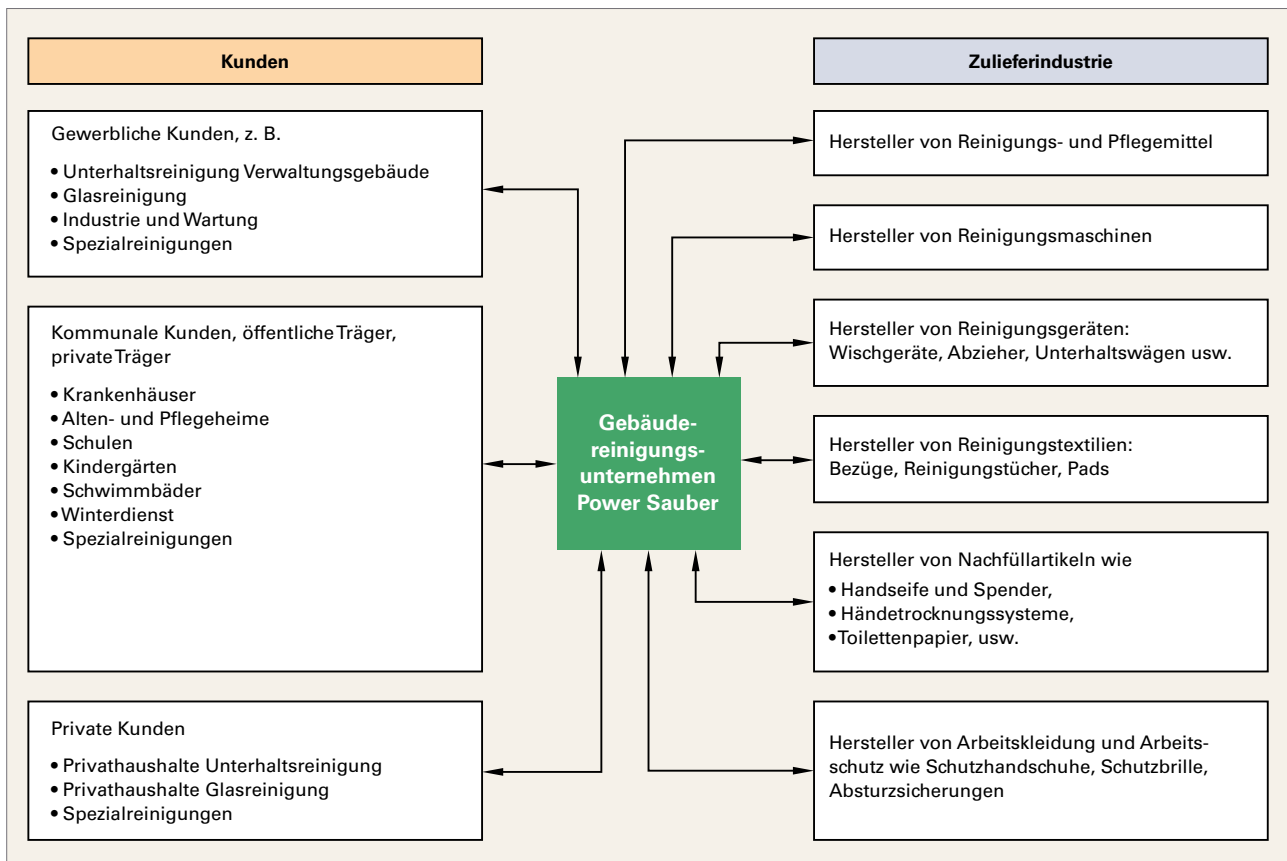 Kunden
Gewerbliche Kunden, z. B.
• Unterhaltsreinigung Verwaltungsgebäude
• Glasreinigung
• Industrie und Wartung
• Spezialreinigungen
Kommunale Kunden, öffentliche Träger,
private Träger
• Krankenhäuser
• Alten- und Pflegeheime
• Schulen
• Kindergärten
• Schwimmbäder
• Winterdienst
• Spezialreinigungen
Private Kunden
• Privathaushalte Unterhaltsreinigung
• Privathaushalte Glasreinigung
• Spezialreinigungen
Gebäude-
reinigungs-
unternehmen
Power Sauber
Zulieferindustrie
Hersteller von Reinigungs- und Pflegemittel
Hersteller von Reinigungsmaschinen
Hersteller von Reinigungsgeräten:
Wischgeräte, Abzieher, Unterhaltswägen usw.
Hersteller von Reinigungstextilien:
Bezüge, Reinigungstücher, Pads
Hersteller von Nachfüllartikeln wie
• Handseife und Spender,
• Händetrocknungssysteme,
• Toilettenpapier, usw.
Hersteller von Arbeitskleidung und Arbeits-
schutz wie Schutzhandschuhe, Schutzbrille,
Absturzsicherungen